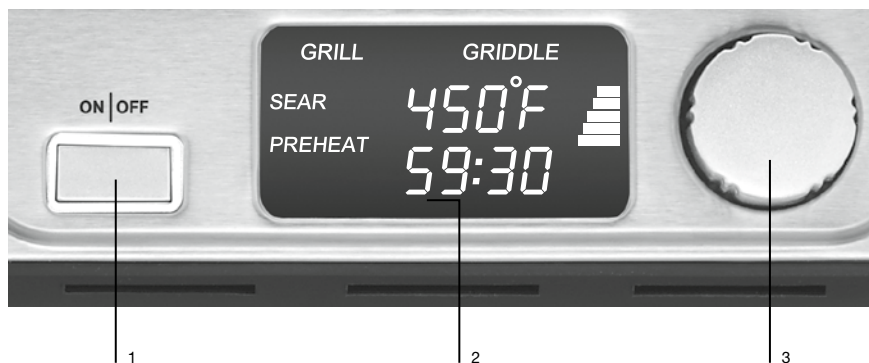 GRILL GRIDDLE
ON | OFF
SEAR 450°F
PREHEAT
59:30
1 2 3